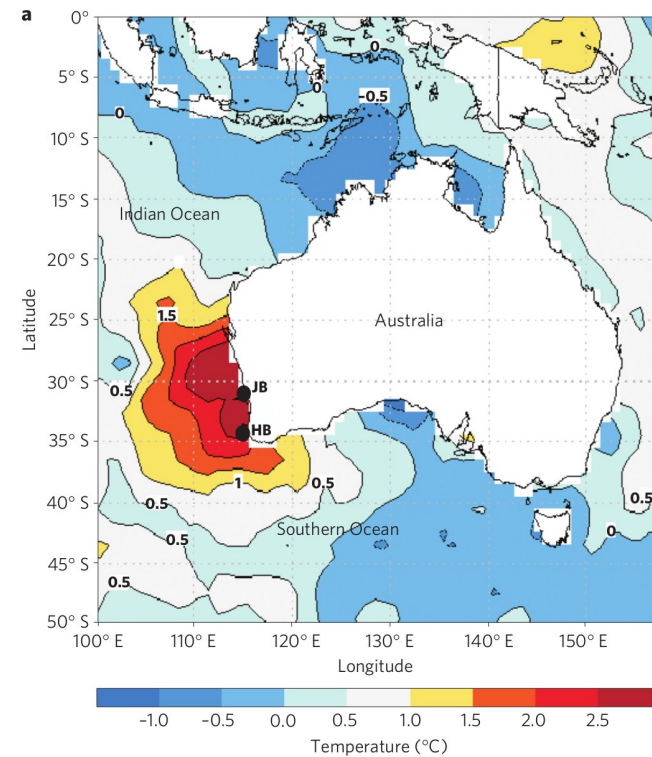 a
0°
5° S
10° S
15° S
20° S
25° S
30° S
35° S
40° S
45° S
50° S
Latitude
0
0
0
-0.5
Indian Ocean
1.5
Australia
0.5
JB
HB
1
0.5
0.5
0.5
0
Southern Ocean
0.5
0.5
100° E
110° E
120° E
130° E
140° E
150° E
Longitude
-1.0
-0.5
0.0
0.5
1.0
1.5
2.0
2.5
Temperature (°C)